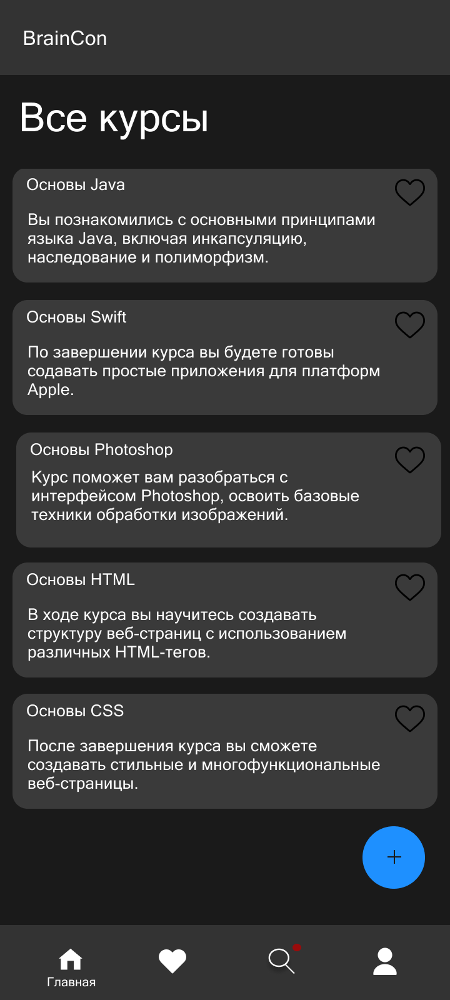 BrainCon
Все курсы
Основы Java
Вы познакомились с основными принципами
языка Java, включая инкапсуляцию,
наследование и полиморфизм.
Основы Swift
По завершении курса вы будете готовы
содавать простые приложения для платформ
Apple.
Основы Photoshop
Курс поможет вам разобраться с
интерфейсом Photoshop, освоить базовые
техники обработки изображений.
Основы HTML
В ходе курса вы научитесь создавать
структуру веб-страниц с использованием
различных HTML-тегов.
Основы CSS
После завершения курса вы сможете
создавать стильные и многофункциональные
веб-страницы.
Главная